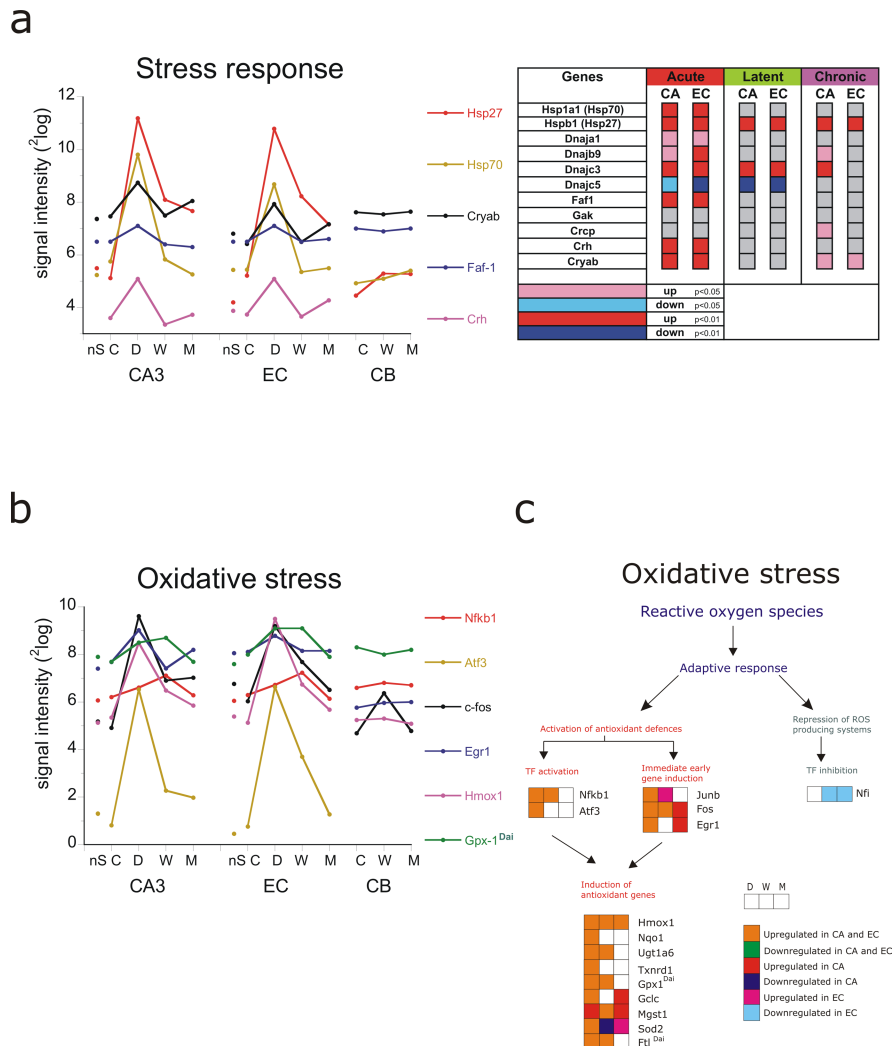 a
Stress response
12
10
8
6
4
signal intensity (²log)
nS C D W M
CA3
C D W M
EC
C W M
CB
Hsp27
Hsp70
Cryab
Faf-1
Crh
Genes Acute Latent Chronic
CA EC CA EC CA EC
Hsp1a1 (Hsp70)
Hspb1 (Hsp27)
Dnaja1
Dnajb9
Dnajc3
Dnajc5
Faf1
Gak
Crcp
Crh
Cryab
up p<0.05
down p<0.05
up p<0.01
down p<0.01
b
Oxidative stress
10
8
6
4
2
0
signal intensity (²log)
nS C D W M
CA3
nS C D W M
EC
C W M
CB
Nfkb1
Atf3
c-fos
Egr1
Hmox1
Gpx-1Dai
c
Oxidative stress
Reactive oxygen species
Adaptive response
Activation of antioxidant defences
Repression of ROS
producing systems
TF activation
Immediate early
gene induction
TF inhibition
Nfkb1
Atf3
Junb
Fos
Egr1
Nfi
Induction of
antioxidant genes
Hmox1
Nqo1
Ugt1a6
Txnrd1
Gpx1Dai
Gclc
Mgst1
Sod2
Ftl Dai
D W M
Upregulated in CA and EC
Downregulated in CA and EC
Upregulated in CA
Downregulated in CA
Upregulated in EC
Downregulated in EC